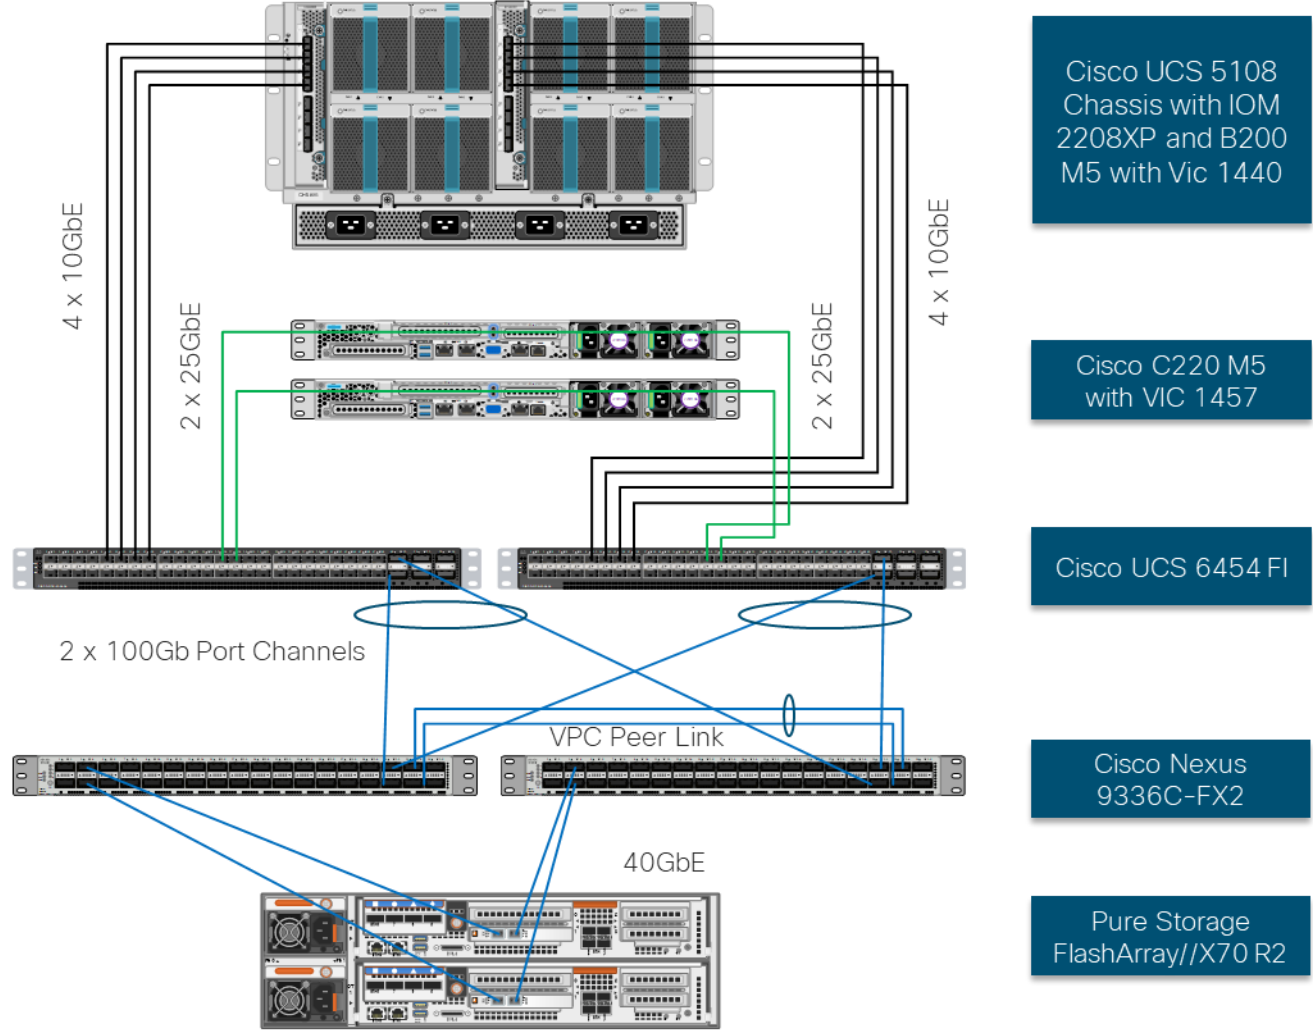 Cisco UCS 5108
Chassis with IOM
2208XP and B200
M5 with Vic 1440
4 x 10GbE
4 x 10GbE
2 x 25GbE
2 x 25GbE
Cisco C220 M5
with VIC 1457
Cisco UCS 6454 FI
2 x 100Gb Port Channels
VPC Peer Link
Cisco Nexus
9336C-FX2
40GbE
Pure Storage
FlashArray//X70 R2